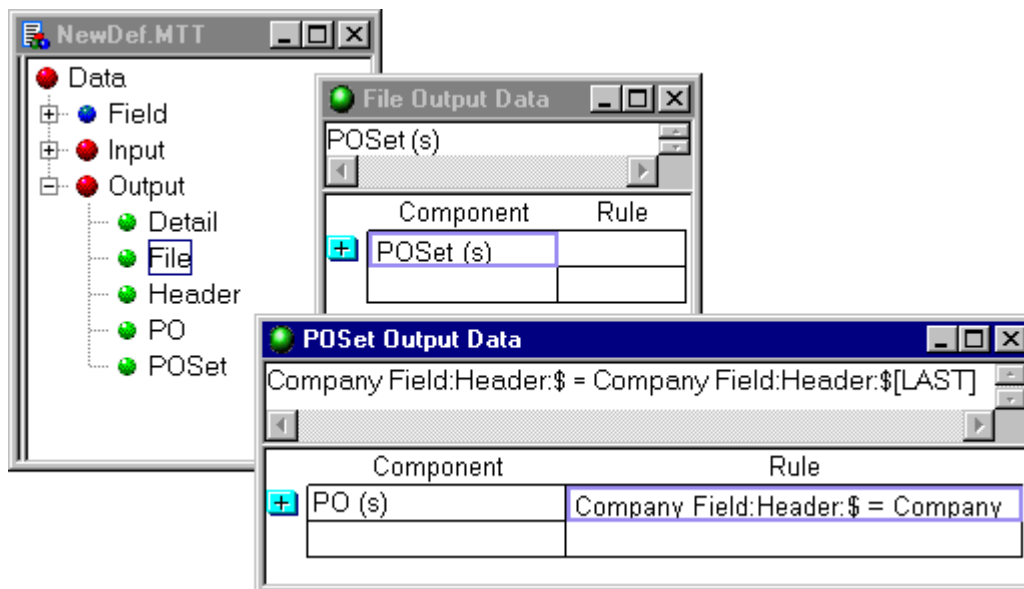 NewDef.MTT
Data
Field
Input
Output
Detail
File
Header
PO
POSet
File Output Data
POSet (s)
Component Rule
POSet (s)
POSet Output Data
Company Field:Header:$ = Company Field:Header:$[LAST]
Component Rule
PO (s) Company Field:Header:$ = Company